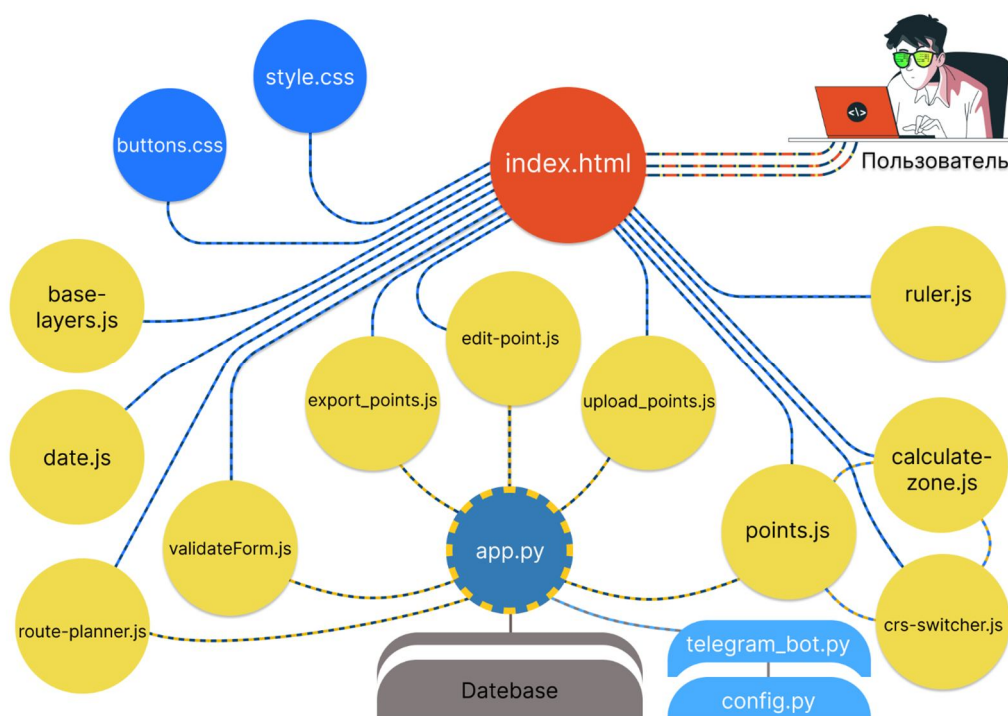 style.css
buttons.css
index.html
<\>
Пользователь
base-
layers.js
ruler.js
edit-point.js
export_points.js
upload_points.js
date.js
calculate-
zone.js
validateForm.js
app.py
points.js
route-planner.js
crs-switcher.js
telegram_bot.py
Datebase
config.py